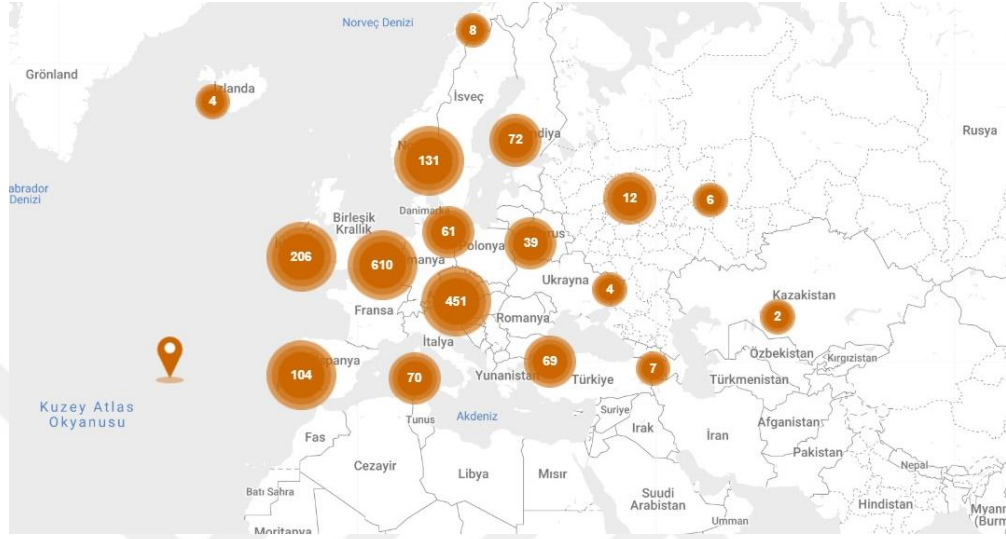 Norveç Denizi
8
Grönland
İzlanda
4
İsveç
Rusya
131
72
12
6
abrador
Denizi
Danimarka
Birleşik
Krallık
61
39
Polonya
206
610
Ukrayna
4
451
Kazakistan
2
Fransa
Romanya
İtalya
Özbekistan
Kırgızistan
104
70
69
7
Yunanistan
Türkiye
Türkmenistan
Kuzey Atlas
Okyanusu
Tunus
Akdeniz
Suriye
Afganistan
Fas
Irak
İran
Pakistan
Cezayir
Libya
Mısır
Nepal
Batı Sahra
Suudi
Arabistan
Hindistan
Umman
Myanm
(Burm
Moritanya